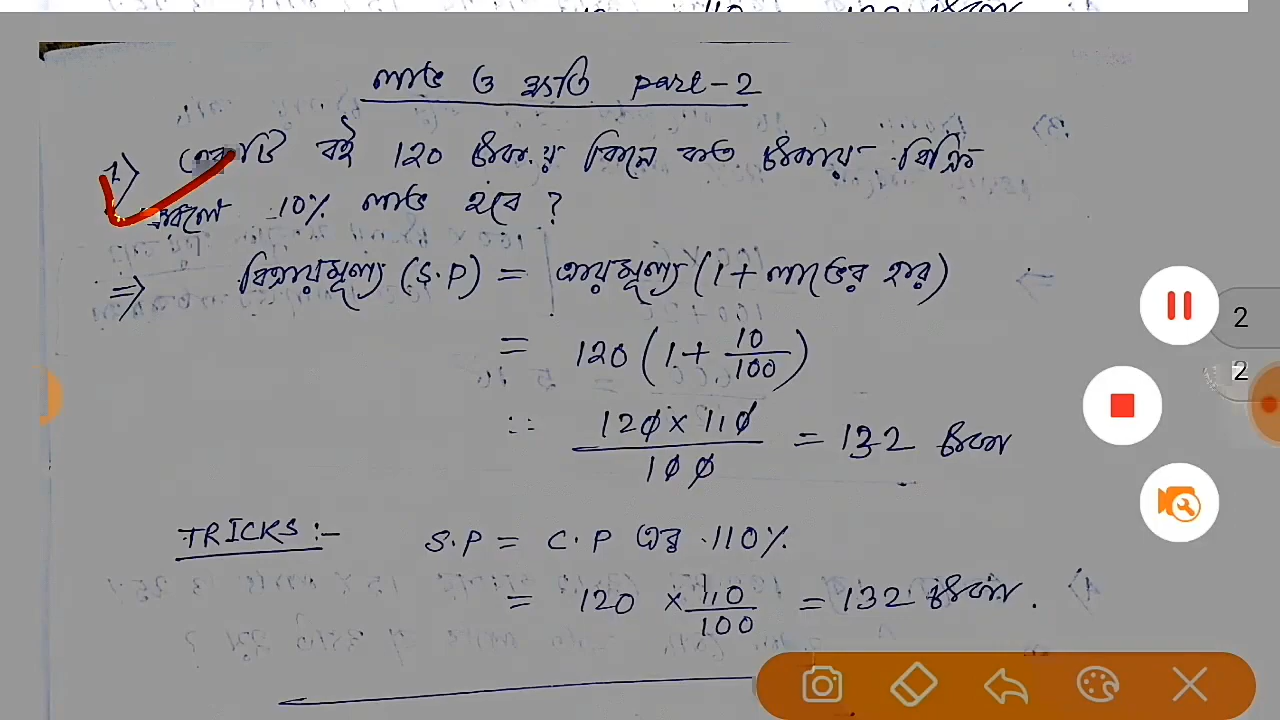 লাভ ও ক্ষতি part-2
1) একটি বই 120 টাকায় কিনে কত টাকায় বিক্রি
করলে 10% লাভ হবে ?
⇒ বিক্রয়মূল্য (S.P) = ক্রয়মূল্য (1 + লাভের হার)
= 120 (1 + 10/100)
= 120 × 110 / 100 = 132 টাকা
TRICKS :- S.P = C.P এর 110%.
= 120 × 110/100 = 132 টাকা.
2
2